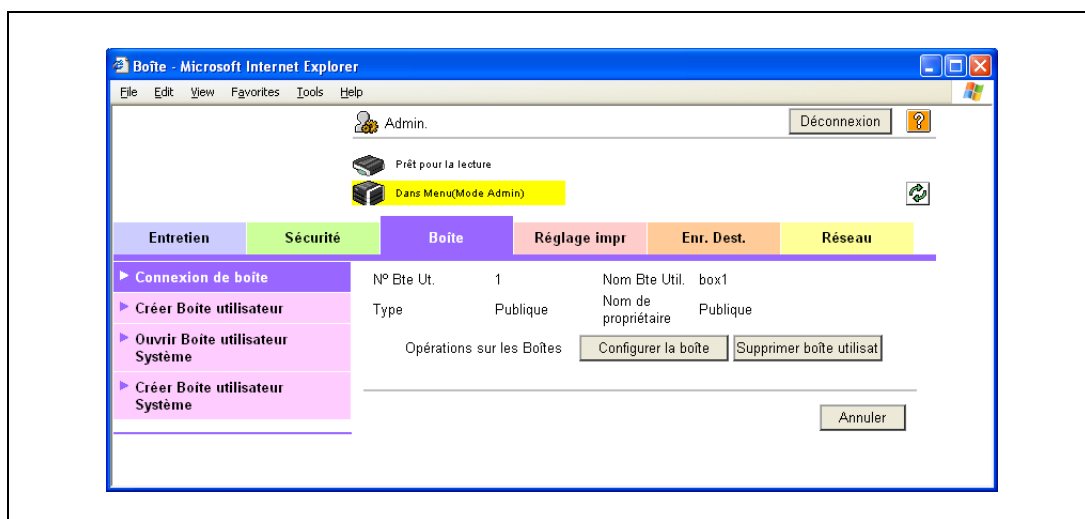 Boîte - Microsoft Internet Explorer
File Edit View Favorites Tools Help
Admin. Déconnexion ?
Prêt pour la lecture
Dans Menu(Mode Admin)
Entretien Sécurité Boîte Réglage impr Enr. Dest. Réseau
Connexion de boîte
Créer Boîte utilisateur
Ouvrir Boîte utilisateur
Système
Créer Boîte utilisateur
Système
Nº Bte Ut. 1 Nom Bte Util. box1
Type Publique Nom de
propriétaire Publique
Opérations sur les Boîtes Configurer la boîte Supprimer boîte utilisat
Annuler